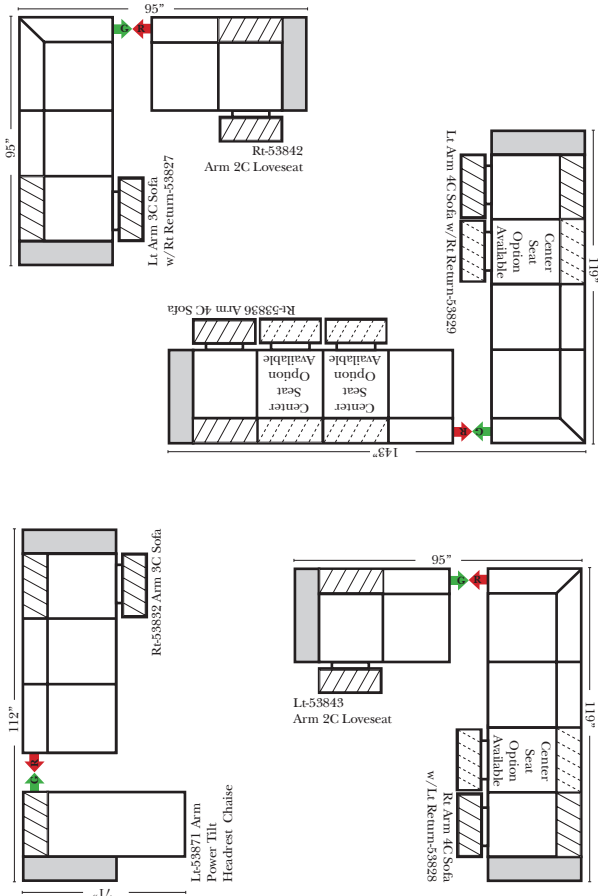 95”
G R
95”
Rt-53842
Arm 2C Loveseat
Lt Arm 3C Sofa
w/Rt Return-53827
Lt Arm 4C Sofa
w/Rt Return-53829
Center
Seat
Option
Available
119”
Rt-53836 Arm 4C Sofa
Center
Seat
Option
Available
Center
Seat
Option
Available
R G
143”
Rt-53832 Arm 3C Sofa
112”
R
G
Lt-53871 Arm
Power Tilt
Headrest Chaise
71”
95”
G R
Lt-53843
Arm 2C Loveseat
119”
Center
Seat
Option
Available
Rt Arm 4C Sofa
w/Lt Return-53828